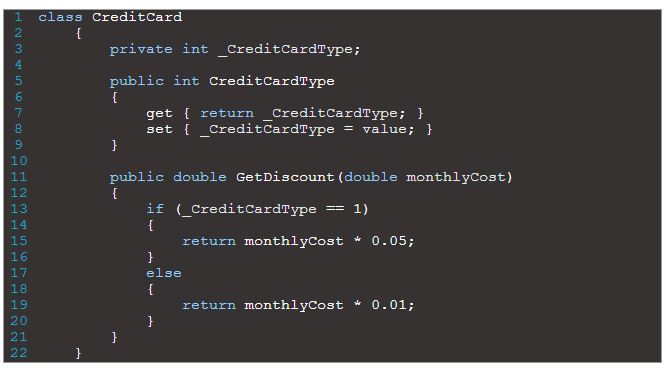 1 class CreditCard
2 {
3 private int _CreditCardType;
4
5 public int CreditCardType
6 {
7 get { return _CreditCardType; }
8 set { _CreditCardType = value; }
9 }
10
11 public double GetDiscount(double monthlyCost)
12 {
13 if (_CreditCardType == 1)
14 {
15 return monthlyCost * 0.05;
16 }
17 else
18 {
19 return monthlyCost * 0.01;
20 }
21 }
22 }